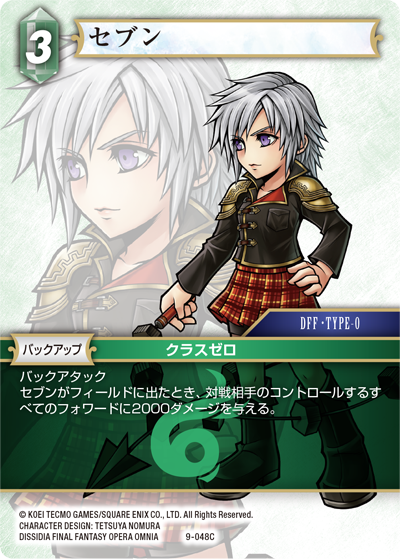 3
セブン
DFF・TYPE-0
バックアップ
クラスゼロ
バックアタック
セブンがフィールドに出たとき、対戦相手のコントロールするす
べてのフォワードに2000ダメージを与える。
© KOEI TECMO GAMES/SQUARE ENIX CO., LTD. All Rights Reserved.
CHARACTER DESIGN: TETSUYA NOMURA
DISSIDIA FINAL FANTASY OPERA OMNIA
9-048C